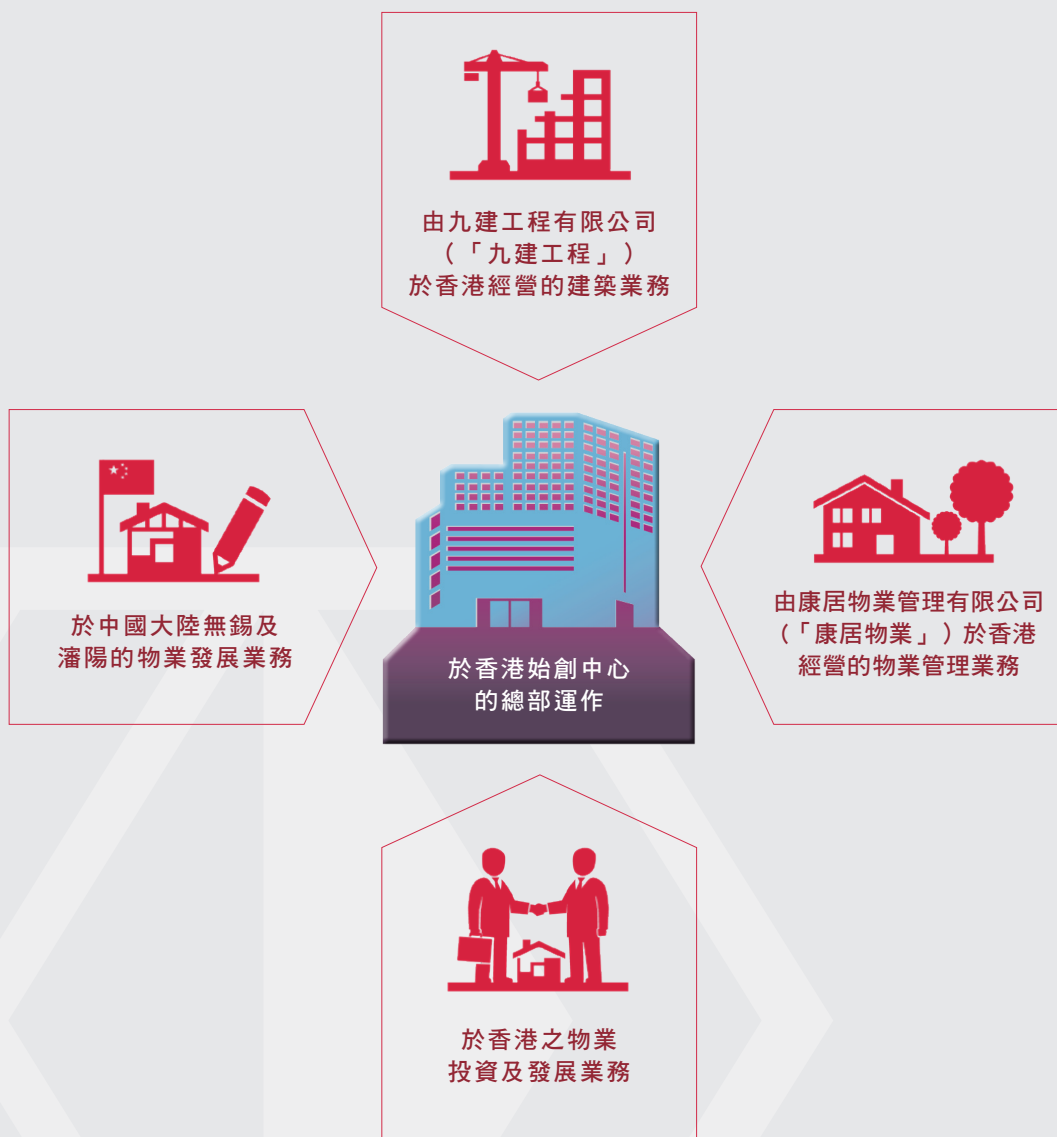 由九建工程有限公司
（「九建工程」）
於香港經營的建築業務
於中國大陸無錫及
瀋陽的物業發展業務
於香港始創中心
的總部運作
由康居物業管理有限公司
（「康居物業」）於香港
經營的物業管理業務
於香港之物業
投資及發展業務